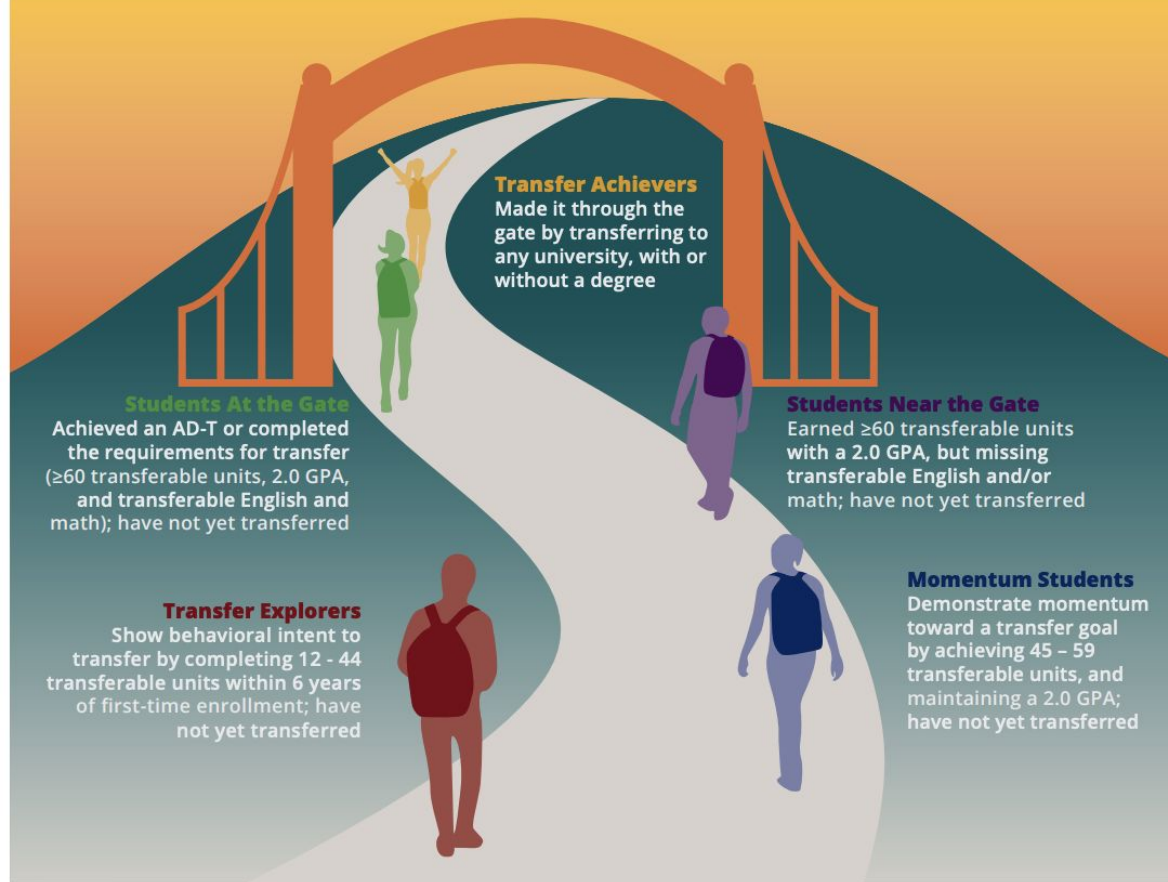 Transfer Achievers
Made it through the
gate by transferring to
any university, with or
without a degree
Students At the Gate
Achieved an AD-T or completed
the requirements for transfer
(≥60 transferable units, 2.0 GPA,
and transferable English and
math); have not yet transferred
Students Near the Gate
Earned ≥60 transferable units
with a 2.0 GPA, but missing
transferable English and/or
math; have not yet transferred
Transfer Explorers
Show behavioral intent to
transfer by completing 12 - 44
transferable units within 6 years
of first-time enrollment; have
not yet transferred
Momentum Students
Demonstrate momentum
toward a transfer goal
by achieving 45 – 59
transferable units, and
maintaining a 2.0 GPA;
have not yet transferred